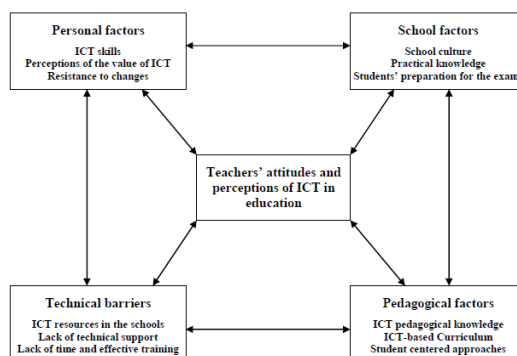 Personal factors
ICT skills
Perceptions of the value of ICT
Resistance to changes
School factors
School culture
Practical knowledge
Students' preparation for the exam
Teachers' attitudes and
perceptions of ICT in
education
Technical barriers
ICT resources in the schools
Lack of technical support
Lack of time and effective training
Pedagogical factors
ICT pedagogical knowledge
ICT-based Curriculum
Student centered approaches